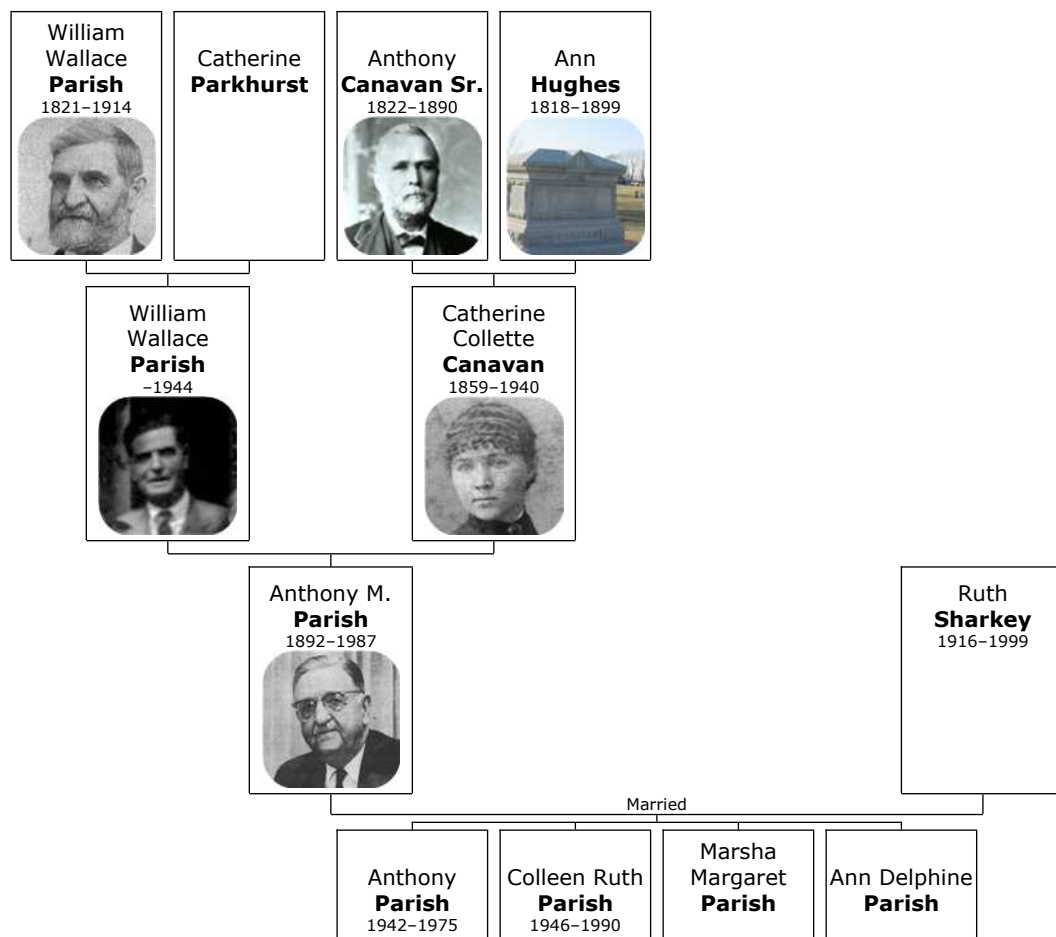 William
Wallace
Parish
1821–1914
Catherine
Parkhurst
Anthony
Canavan Sr.
1822–1890
Ann
Hughes
1818–1899
William
Wallace
Parish
–1944
Catherine
Collette
Canavan
1859–1940
Anthony M.
Parish
1892–1987
Ruth
Sharkey
1916–1999
Married
Anthony
Parish
1942–1975
Colleen Ruth
Parish
1946–1990
Marsha
Margaret
Parish
Ann Delphine
Parish